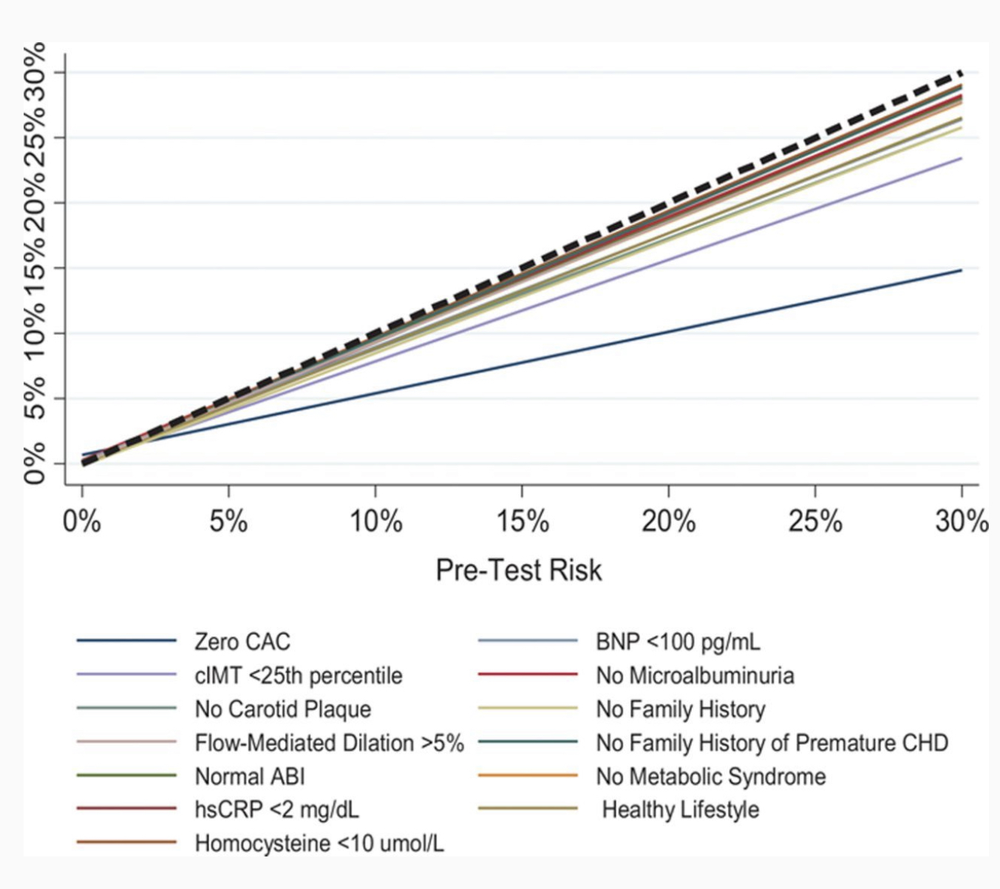 30%
25%
20%
15%
10%
5%
0%
0% 5% 10% 15% 20% 25% 30%
Pre-Test Risk
Zero CAC
cIMT <25th percentile
No Carotid Plaque
Flow-Mediated Dilation >5%
Normal ABI
hsCRP <2 mg/dL
Homocysteine <10 umol/L
BNP <100 pg/mL
No Microalbuminuria
No Family History
No Family History of Premature CHD
No Metabolic Syndrome
Healthy Lifestyle